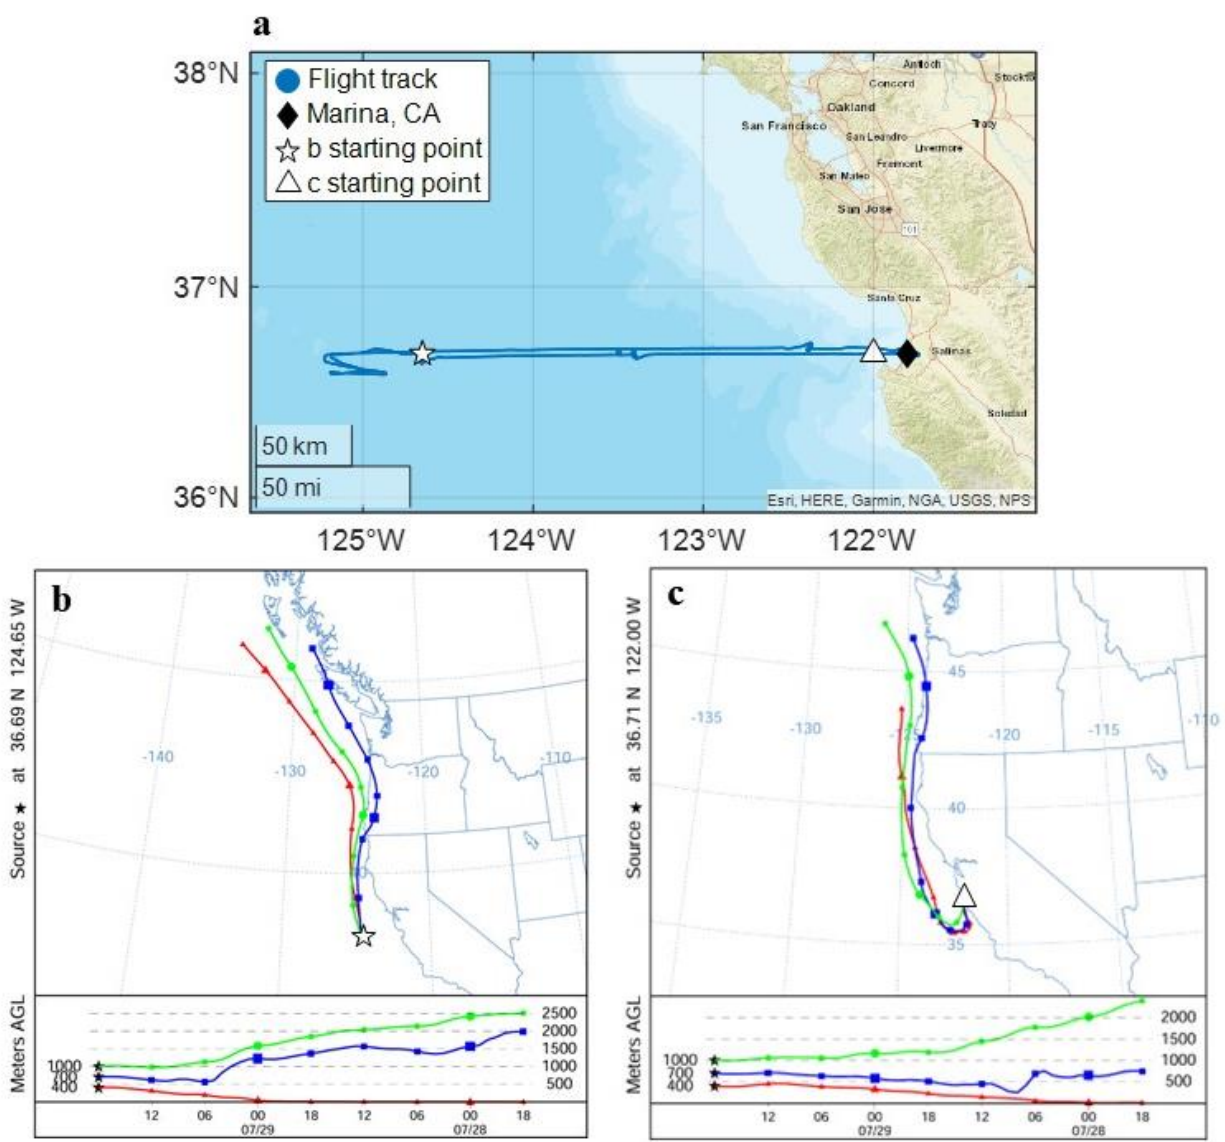 a
38°N
37°N
36°N
Flight track
Marina, CA
b starting point
c starting point
Antioch
Concord
Stockto
Oakland
San Francisco
San Leandro
Tracy
Livermore
Fremont
San Mateo
San Jose
101
Santa Cruz
Salinas
Soledad
50 km
50 mi
Esri, HERE, Garmin, NGA, USGS, NPS
125°W 124°W 123°W 122°W
b
Source ★ at 36.69 N 124.65 W
-140
-130
-120
-110
Meters AGL
1000
700
400
2500
2000
1500
1000
500
12 06 00 18 12 06 00 18
07/29 07/28
c
Source ★ at 36.71 N 122.00 W
45
-135
-130
-120
-115
-110
40
35
Meters AGL
1000
700
400
2000
1500
1000
500
12 06 00 18 12 06 00 18
07/29 07/28